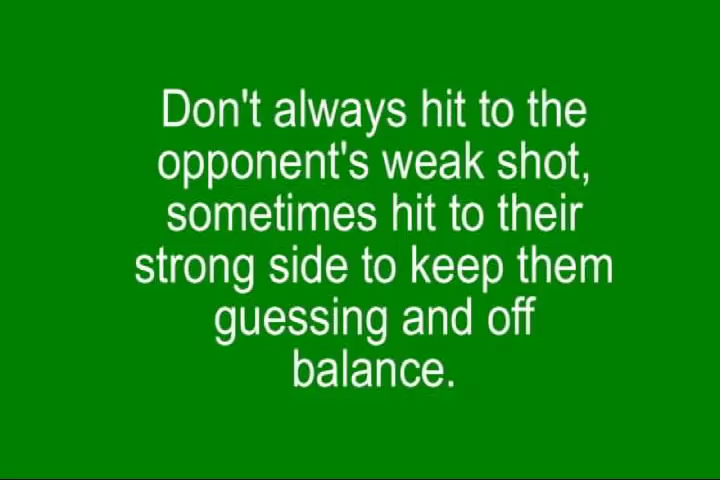 Don't always hit to the
opponent's weak shot,
sometimes hit to their
strong side to keep them
guessing and off
balance.